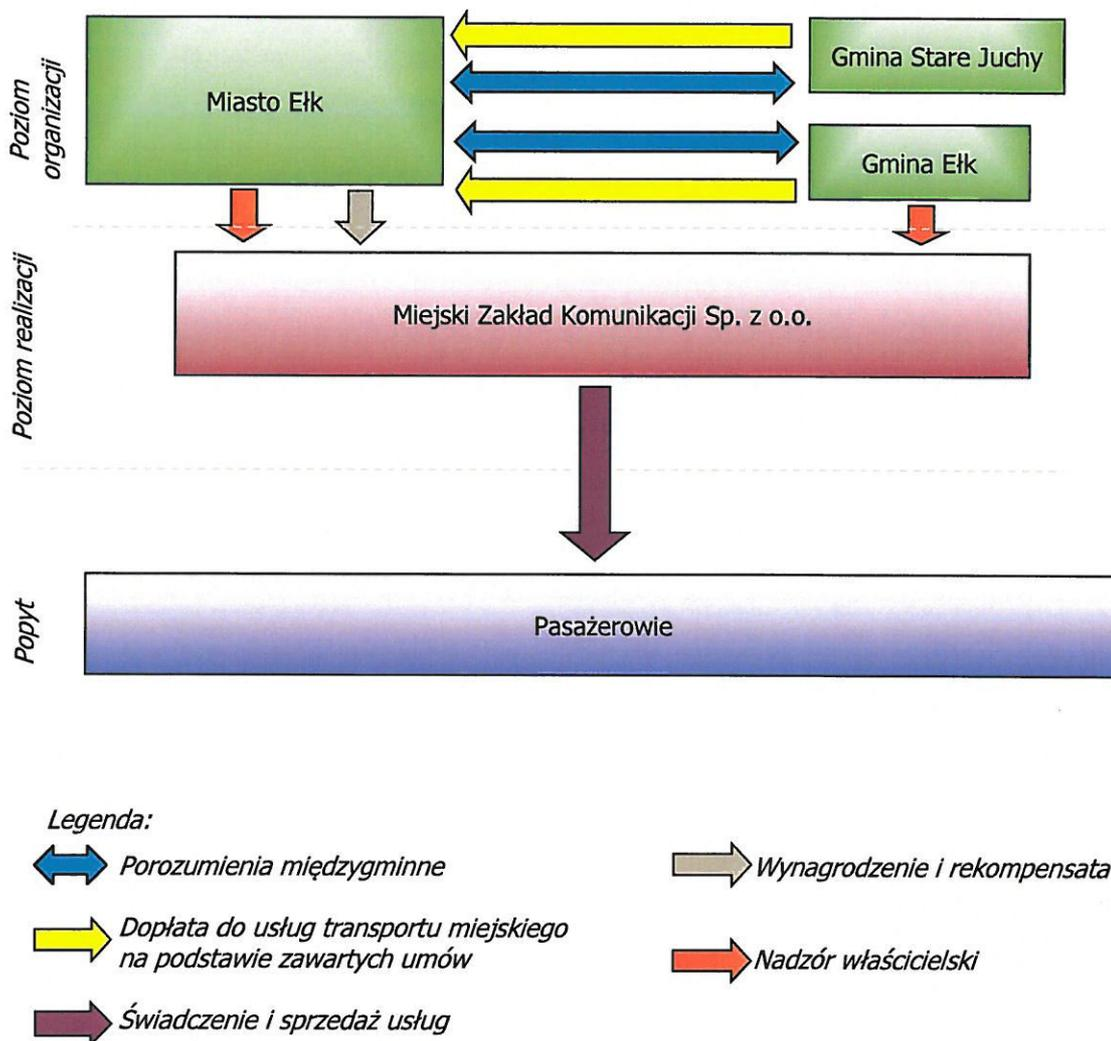 Poziom
organizacji
Miasto Ełk
Gmina Stare Juchy
Gmina Ełk
Poziom realizacji
Miejski Zakład Komunikacji Sp. z o.o.
Popyt
Pasażerowie
Legenda:
Porozumienia międzygminne
Dopłata do usług transportu miejskiego
na podstawie zawartych umów
Świadczenie i sprzedaż usług
Wynagrodzenie i rekompensata
Nadzór właścicielski